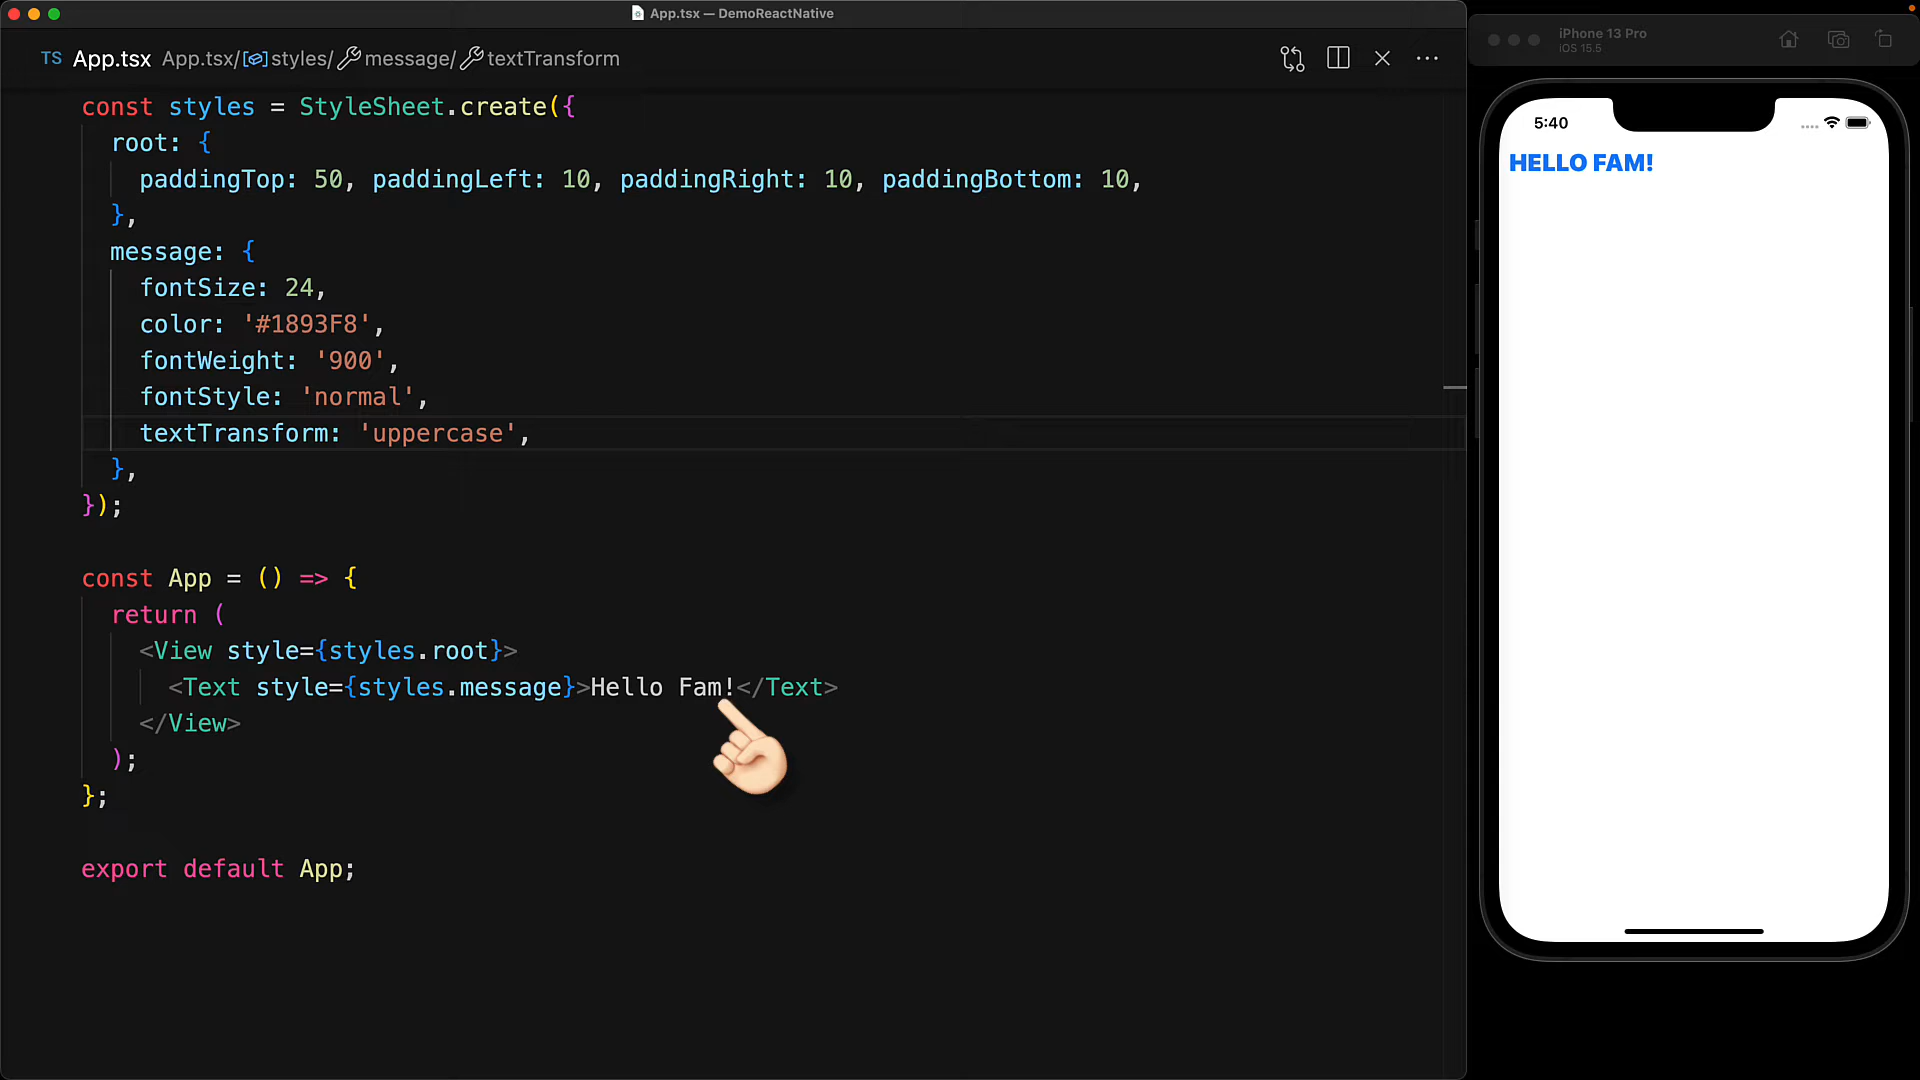 App.tsx — DemoReactNative
TS App.tsx App.tsx/styles/message/textTransform
const styles = StyleSheet.create({
root: {
paddingTop: 50, paddingLeft: 10, paddingRight: 10, paddingBottom: 10,
},
message: {
fontSize: 24,
color: '#1893F8',
fontWeight: '900',
fontStyle: 'normal',
textTransform: 'uppercase',
},
});
const App = () => {
return (
<View style={styles.root}>
<Text style={styles.message}>Hello Fam!</Text>
</View>
);
};
export default App;
iPhone 13 Pro
iOS 15.5
5:40
HELLO FAM!